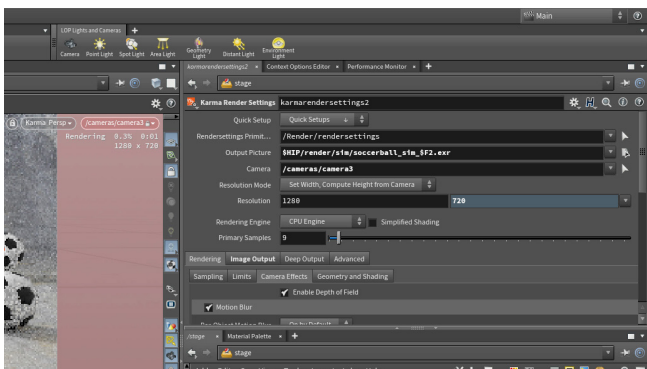 Main
LOP Lights and Cameras
Camera Point Light Spot Light Area Light Geometry Light Distant Light Environment Light
karmarendersettings2 × Context Options Editor × Performance Monitor ×
stage
Karma Render Settings karmarendersettings2
Karma Persp /cameras/camera1
Quick Setup Quick Setups
Rendering 0.3% 0:01
1280 x 720
Rendersettings Primit... /Render/rendersettings
Output Picture $HIP/render/sim/soccerball_sim_$F2.exr
Camera /cameras/camera3
Resolution Mode Set Width, Compute Height from Camera
Resolution 1280 720
Rendering Engine CPU Engine Simplified Shading
Primary Samples 9
Rendering Image Output Deep Output Advanced
Sampling Limits Camera Effects Geometry and Shading
Enable Depth of Field
Motion Blur
/stage × Material Palette ×
stage